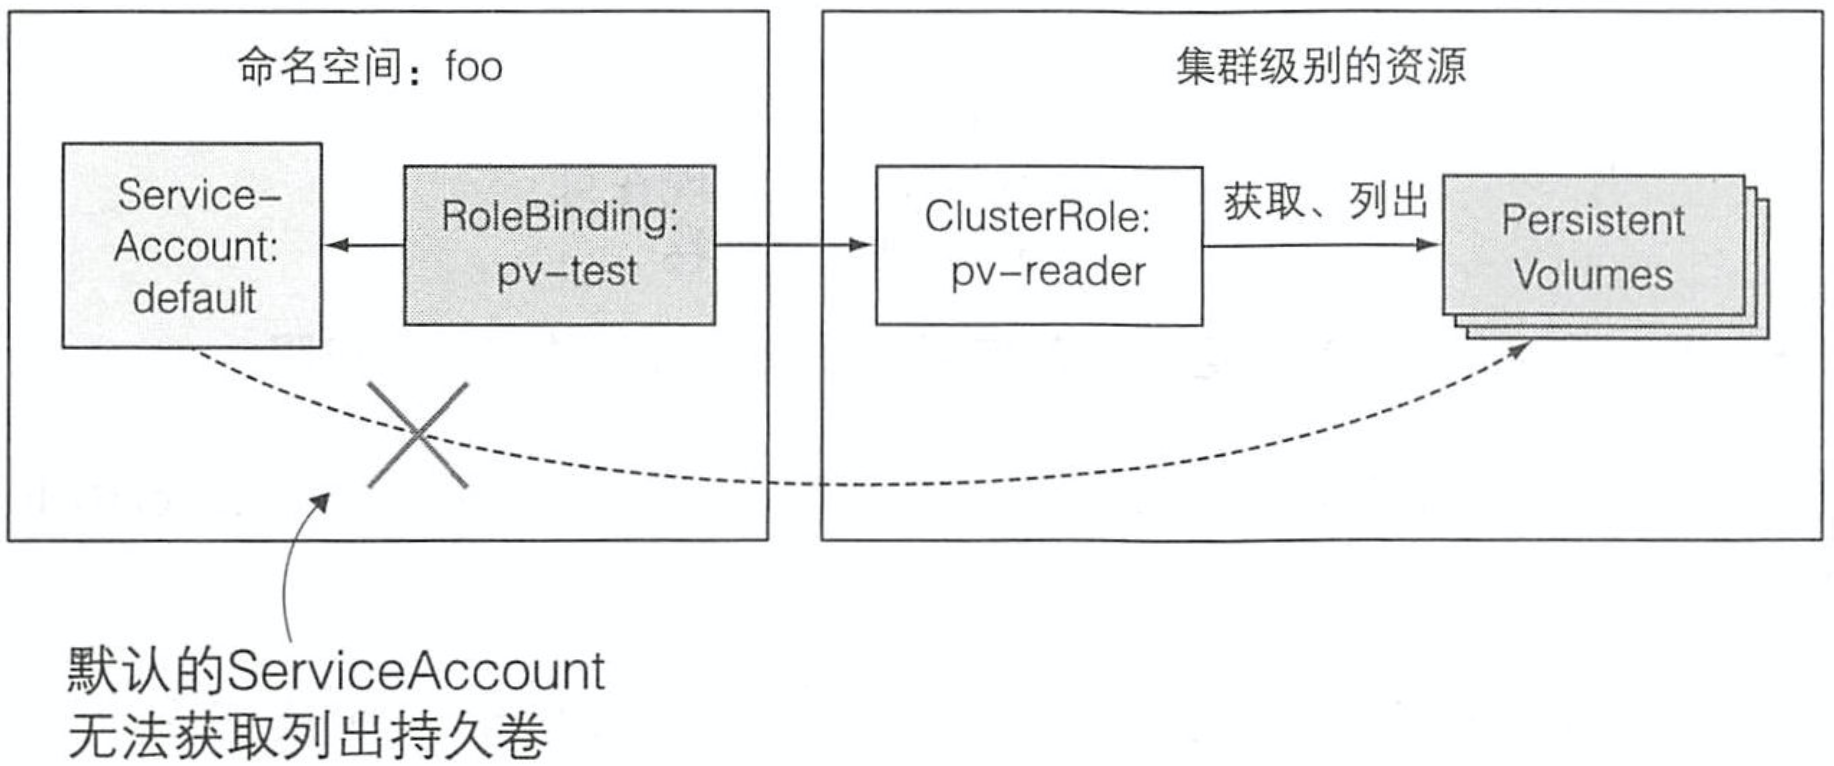 命名空间：foo
集群级别的资源
Service–
Account:
default
RoleBinding:
pv–test
ClusterRole:
pv–reader
获取、列出
Persistent
Volumes
默认的ServiceAccount
无法获取列出持久卷